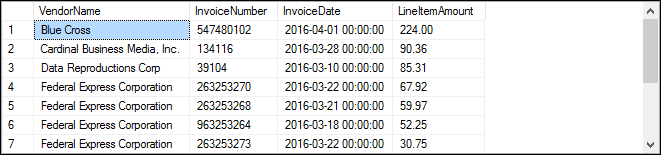 VendorName InvoiceNumber InvoiceDate LineItemAmount
1 Blue Cross 547480102 2016-04-01 00:00:00 224.00
2 Cardinal Business Media, Inc. 134116 2016-03-28 00:00:00 90.36
3 Data Reproductions Corp 39104 2016-03-10 00:00:00 85.31
4 Federal Express Corporation 263253270 2016-03-22 00:00:00 67.92
5 Federal Express Corporation 263253268 2016-03-21 00:00:00 59.97
6 Federal Express Corporation 963253264 2016-03-18 00:00:00 52.25
7 Federal Express Corporation 263253273 2016-03-22 00:00:00 30.75